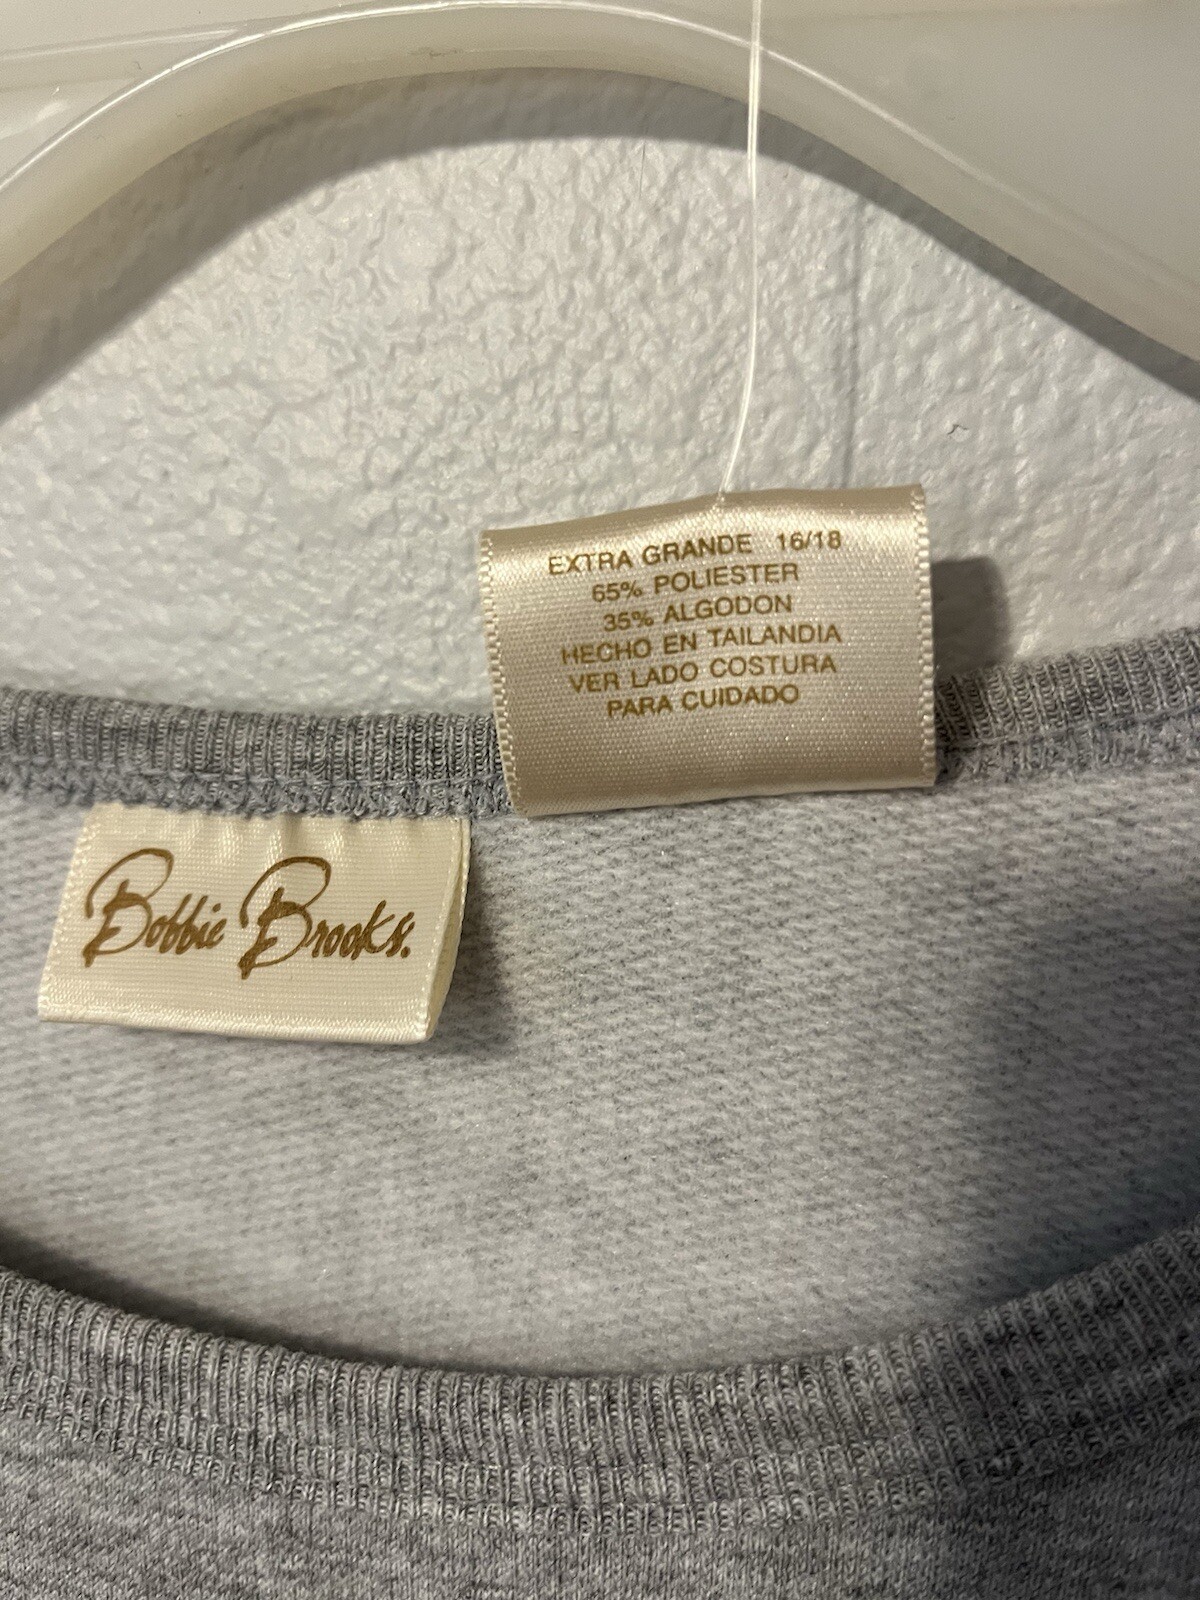 EXTRA GRANDE 16/18
65% POLIESTER
35% ALGODON
HECHO EN TAILANDIA
VER LADO COSTURA
PARA CUIDADO
Bobbie Brooks.